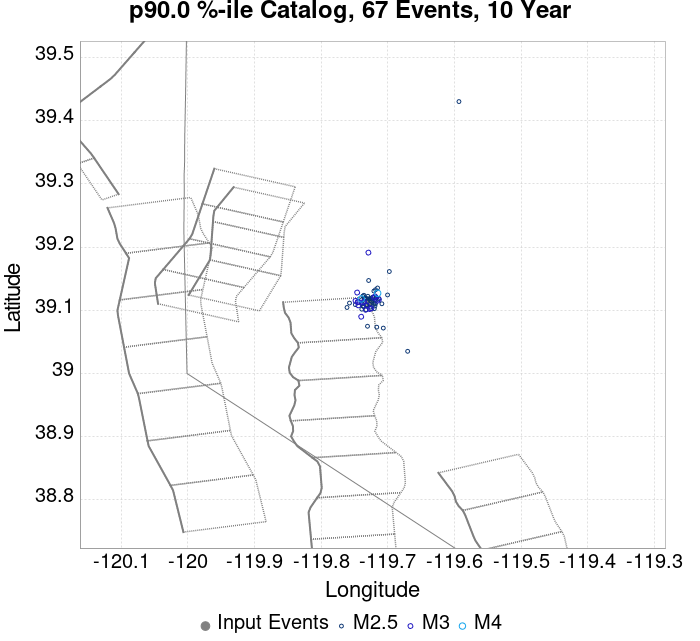 p90.0 %-ile Catalog, 67 Events, 10 Year
39.5
39.4
39.3
39.2
39.1
39
38.9
38.8
Latitude
-120.1 -120 -119.9 -119.8 -119.7 -119.6 -119.5 -119.4 -119.3
Longitude
Input Events M2.5 M3 M4